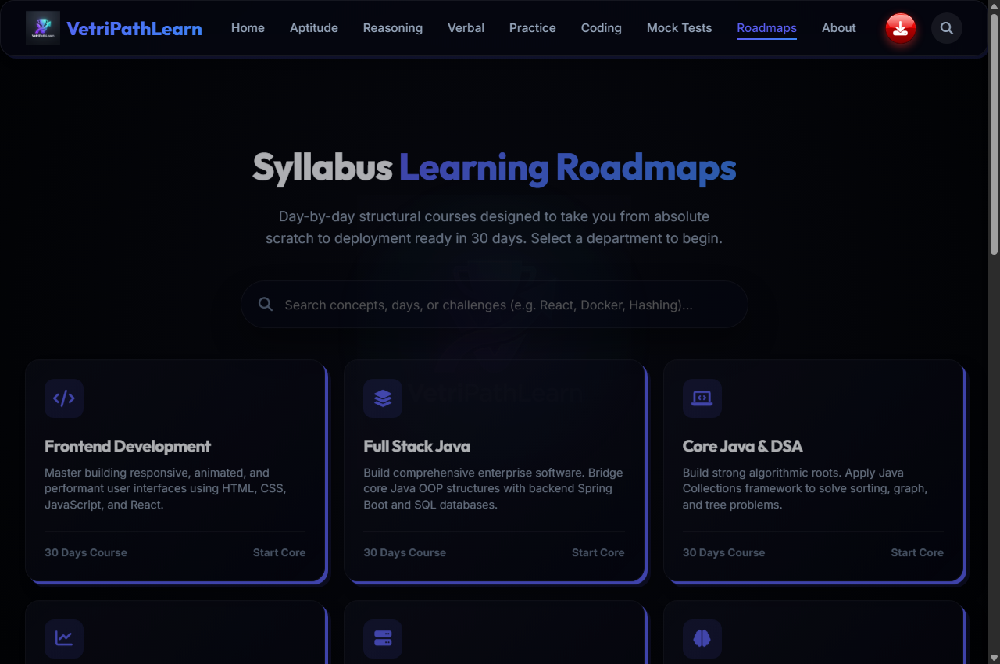 VetriPathLearn
Home
Aptitude
Reasoning
Verbal
Practice
Coding
Mock Tests
Roadmaps
About
Syllabus Learning Roadmaps
Day-by-day structural courses designed to take you from absolute
scratch to deployment ready in 30 days. Select a department to begin.
Search concepts, days, or challenges (e.g. React, Docker, Hashing)...
VetriPathLearn
Frontend Development
Master building responsive, animated, and
performant user interfaces using HTML, CSS,
JavaScript, and React.
30 Days Course
Start Core
Full Stack Java
Build comprehensive enterprise software. Bridge
core Java OOP structures with backend Spring
Boot and SQL databases.
30 Days Course
Start Core
Core Java & DSA
Build strong algorithmic roots. Apply Java
Collections framework to solve sorting, graph,
and tree problems.
30 Days Course
Start Core